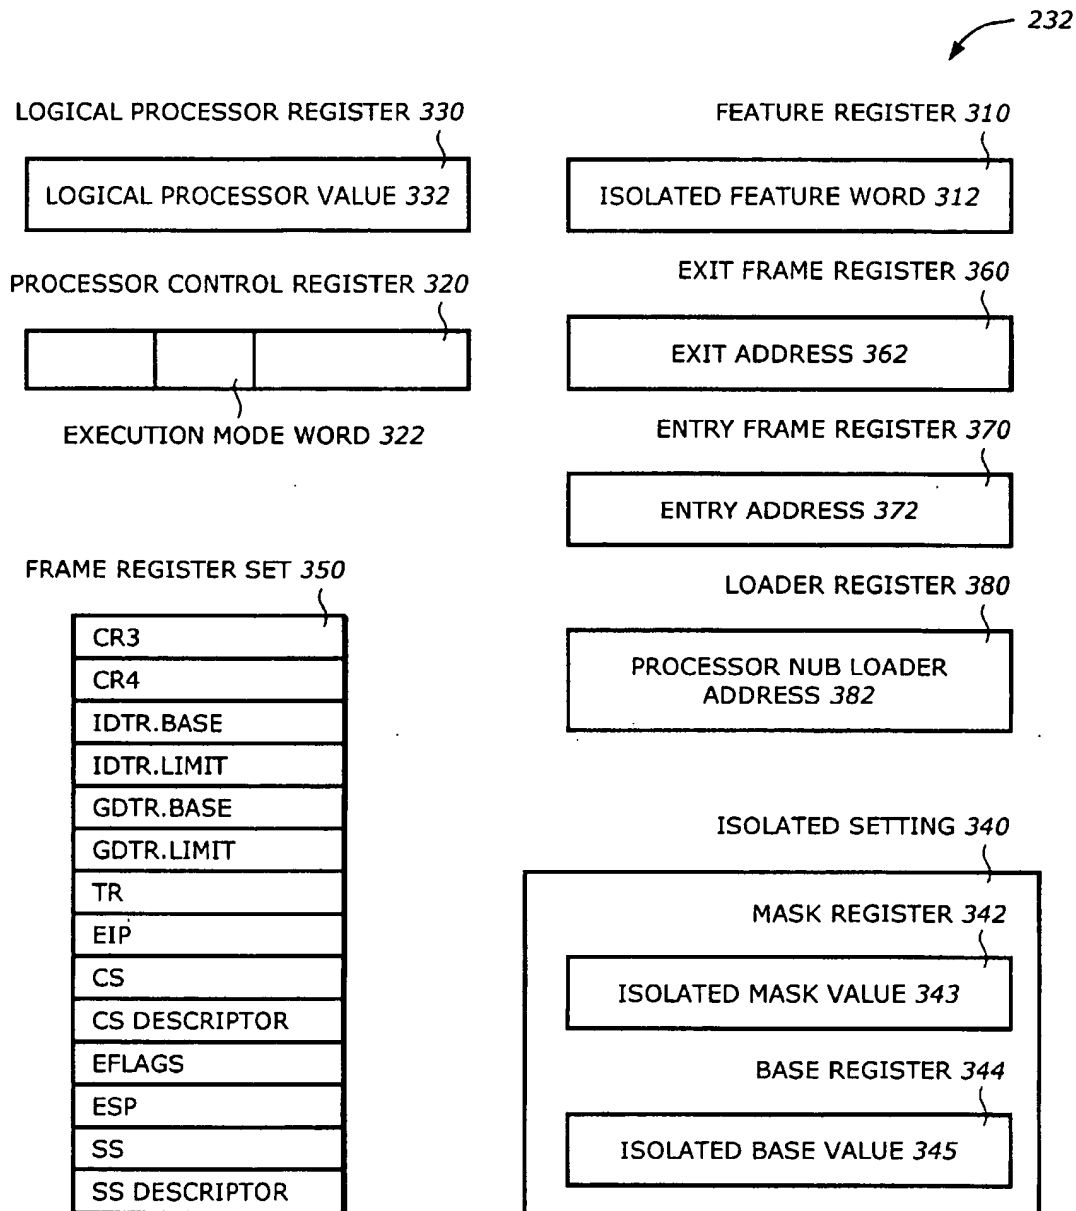 232
LOGICAL PROCESSOR REGISTER 330
LOGICAL PROCESSOR VALUE 332
PROCESSOR CONTROL REGISTER 320
EXECUTION MODE WORD 322
FRAME REGISTER SET 350
CR3
CR4
IDTR.BASE
IDTR.LIMIT
GDTR.BASE
GDTR.LIMIT
TR
EIP
CS
CS DESCRIPTOR
EFLAGS
ESP
SS
SS DESCRIPTOR
FEATURE REGISTER 310
ISOLATED FEATURE WORD 312
EXIT FRAME REGISTER 360
EXIT ADDRESS 362
ENTRY FRAME REGISTER 370
ENTRY ADDRESS 372
LOADER REGISTER 380
PROCESSOR NUB LOADER
ADDRESS 382
ISOLATED SETTING 340
MASK REGISTER 342
ISOLATED MASK VALUE 343
BASE REGISTER 344
ISOLATED BASE VALUE 345